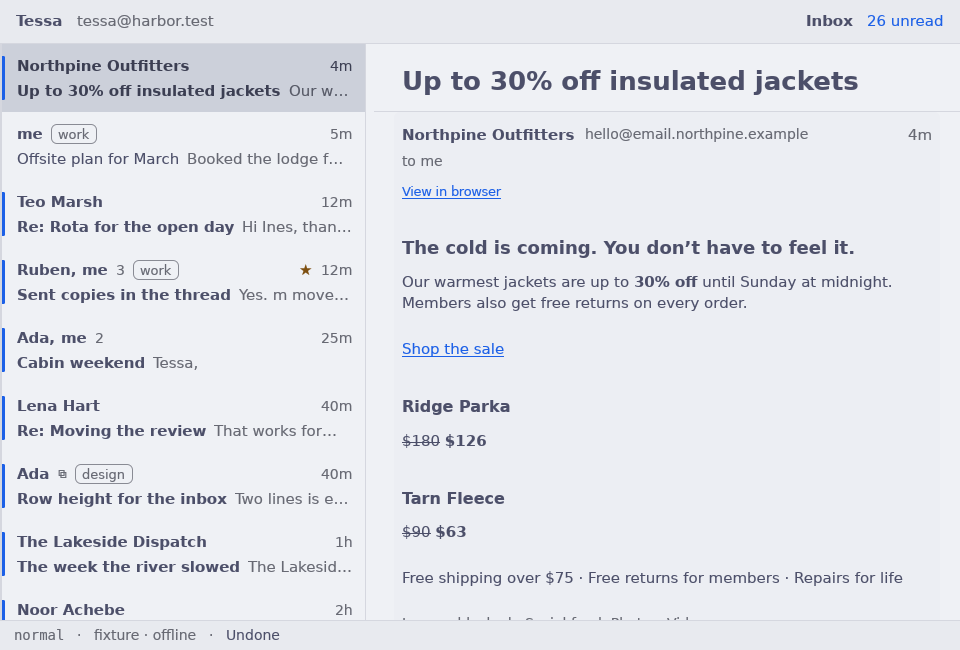 Tessa tessa@harbor.test Inbox 26 unread
Northpine Outfitters 4m
Up to 30% off insulated jackets Our w…
me work 5m
Offsite plan for March Booked the lodge f…
Teo Marsh 12m
Re: Rota for the open day Hi Ines, than…
Ruben, me 3 work ★ 12m
Sent copies in the thread Yes. m move…
Ada, me 2 25m
Cabin weekend Tessa,
Lena Hart 40m
Re: Moving the review That works for…
Ada design 40m
Row height for the inbox Two lines is e…
The Lakeside Dispatch 1h
The week the river slowed The Lakesid…
Noor Achebe 2h
Up to 30% off insulated jackets
Northpine Outfitters hello@email.northpine.example 4m
to me
View in browser
The cold is coming. You don’t have to feel it.
Our warmest jackets are up to 30% off until Sunday at midnight.
Members also get free returns on every order.
Shop the sale
Ridge Parka
$180 $126
Tarn Fleece
$90 $63
Free shipping over $75 · Free returns for members · Repairs for life
normal · fixture · offline · Undone